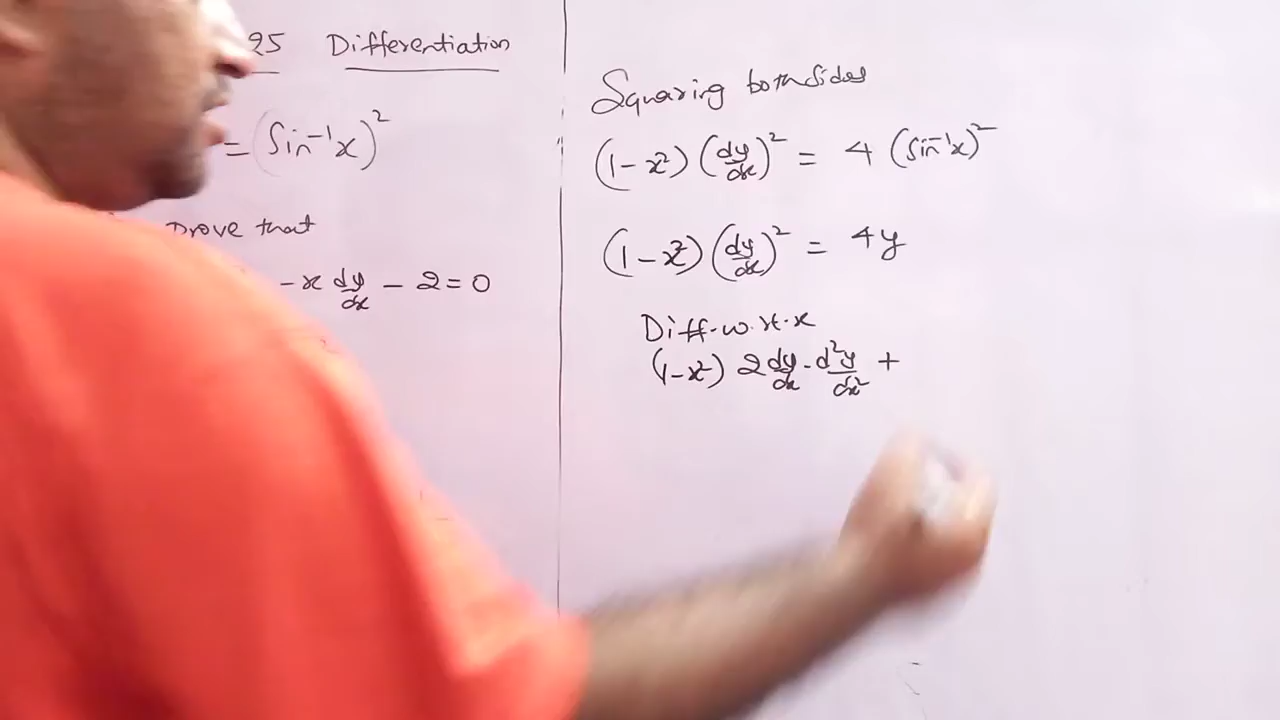 25 Differentiation
= (Sin⁻¹x)²
Prove that
- x dy/dx - 2 = 0
Squaring both sides
(1 - x²) (dy/dx)² = 4 (Sin⁻¹x)²
(1 - x²) (dy/dx)² = 4y
Diff. w. r. t. x
(1-x²) 2 dy/dx . d²y/dx² +